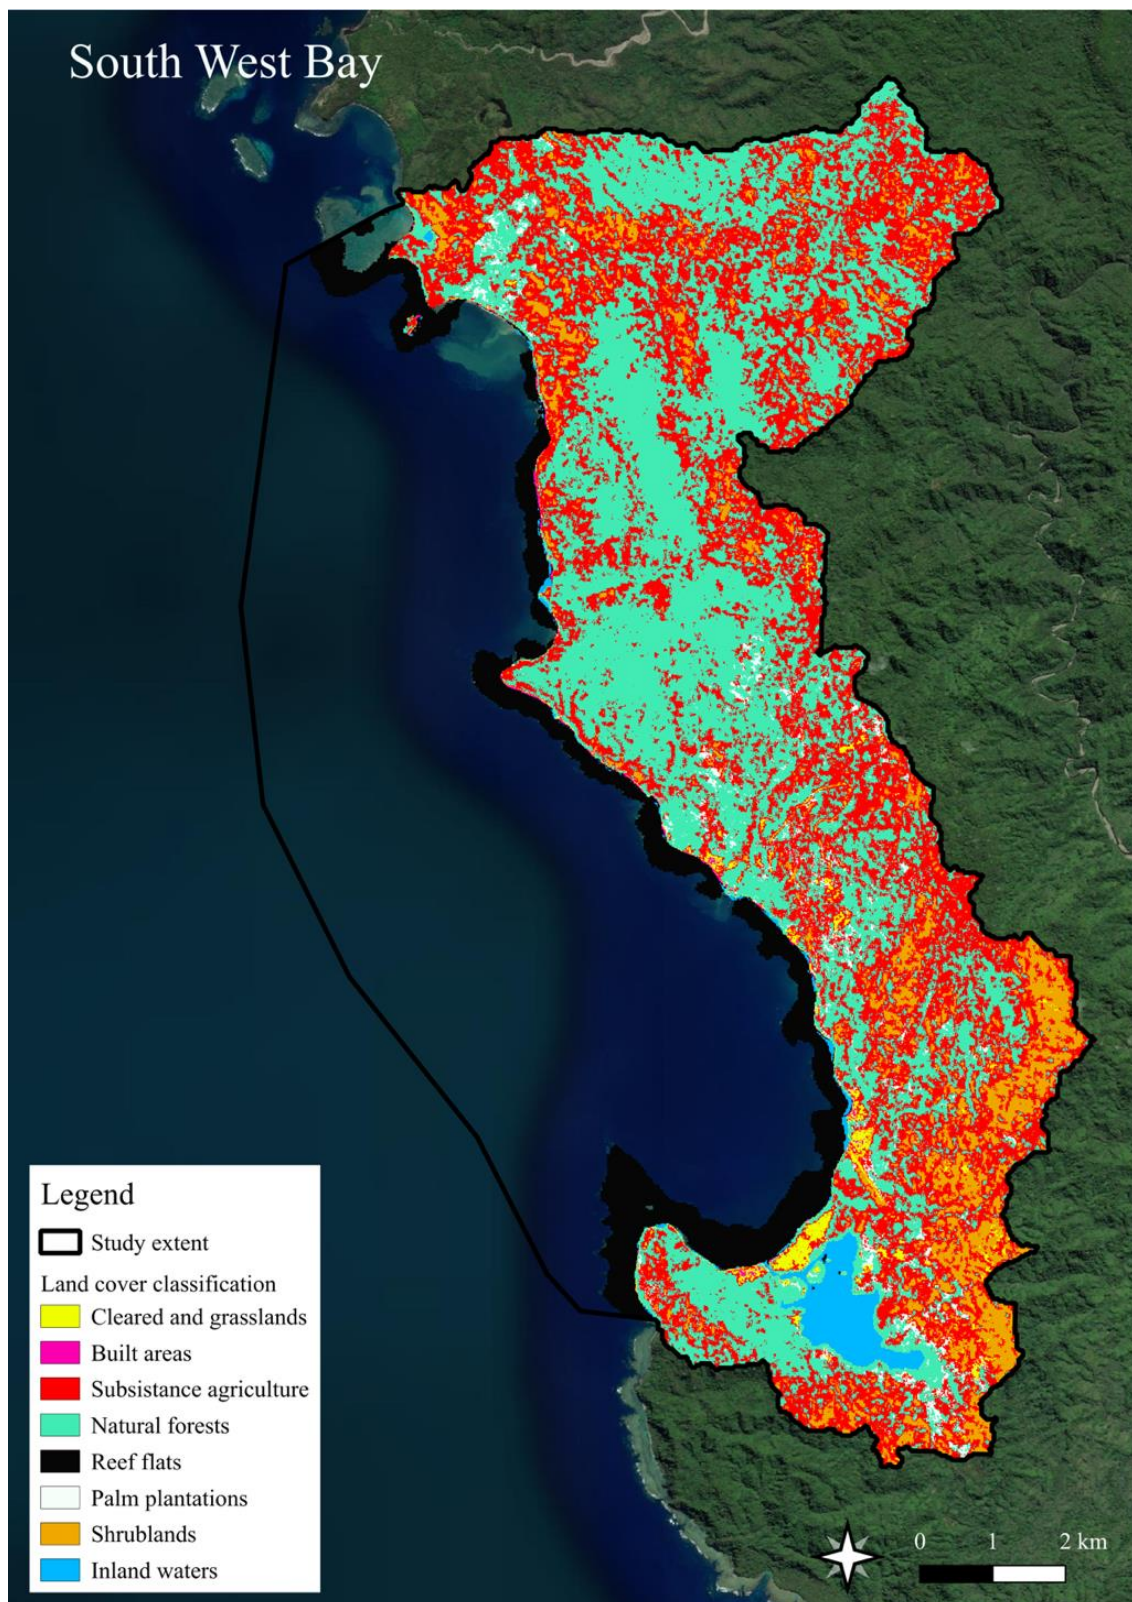 South West Bay
Legend
Study extent
Land cover classification
Cleared and grasslands
Built areas
Subsistance agriculture
Natural forests
Reef flats
Palm plantations
Shrublands
Inland waters
0 1 2 km